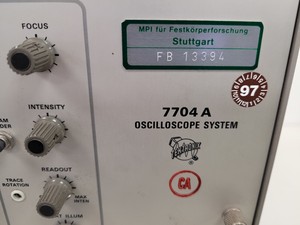 FOCUS
MPI für Festkörperforschung
Stuttgart
FB 13394
97
INTENSITY
7704 A
OSCILLOSCOPE SYSTEM
READOUT
TRACE
ROTATION
MAX
INTEN
CA